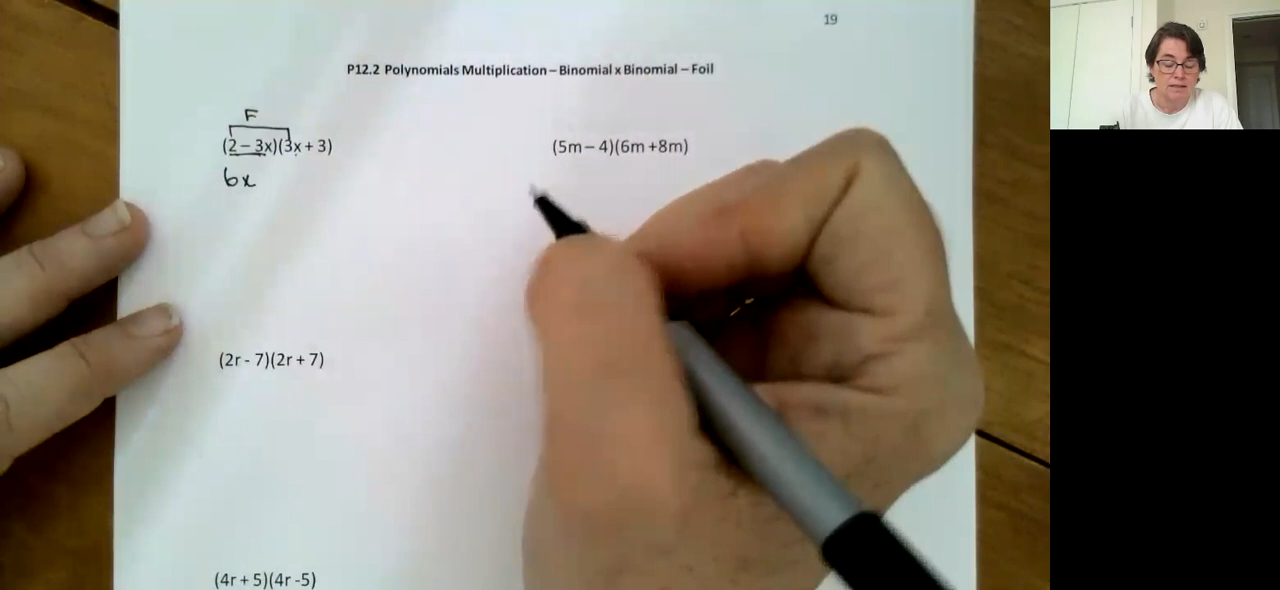 19
P12.2 Polynomials Multiplication – Binomial x Binomial – Foil
F
(2 – 3x)(3x + 3)
(5m – 4)(6m +8m)
6x
(2r - 7)(2r + 7)
(4r + 5)(4r -5)